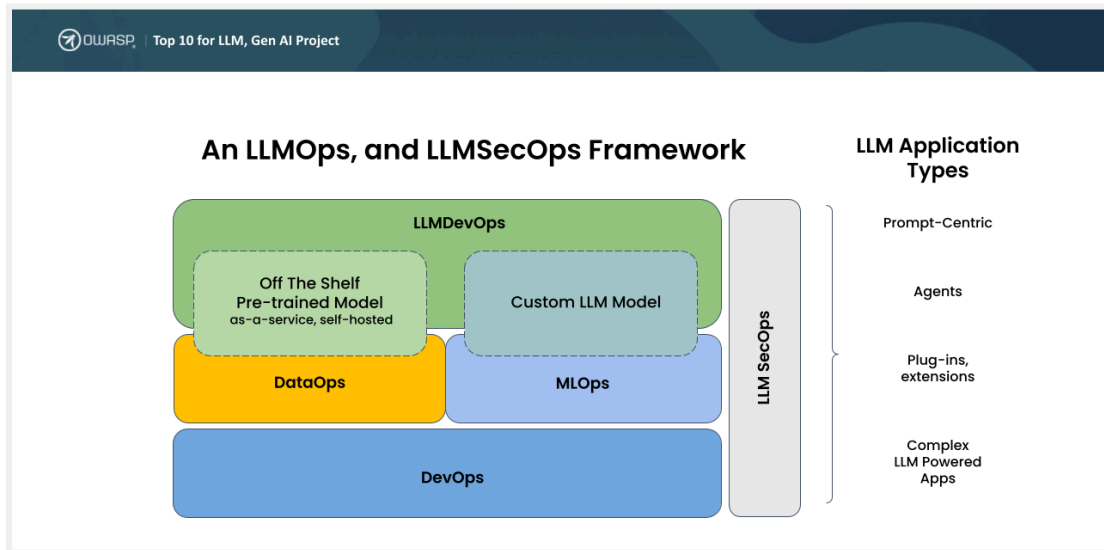 OWASP. Top 10 for LLM, Gen AI Project
An LLMOps, and LLMSecOps Framework
LLM Application
Types
LLMDevOps
Off The Shelf
Pre-trained Model
as-a-service, self-hosted
Custom LLM Model
DataOps
MLOps
DevOps
LLM SecOps
Prompt-Centric
Agents
Plug-ins,
extensions
Complex
LLM Powered
Apps